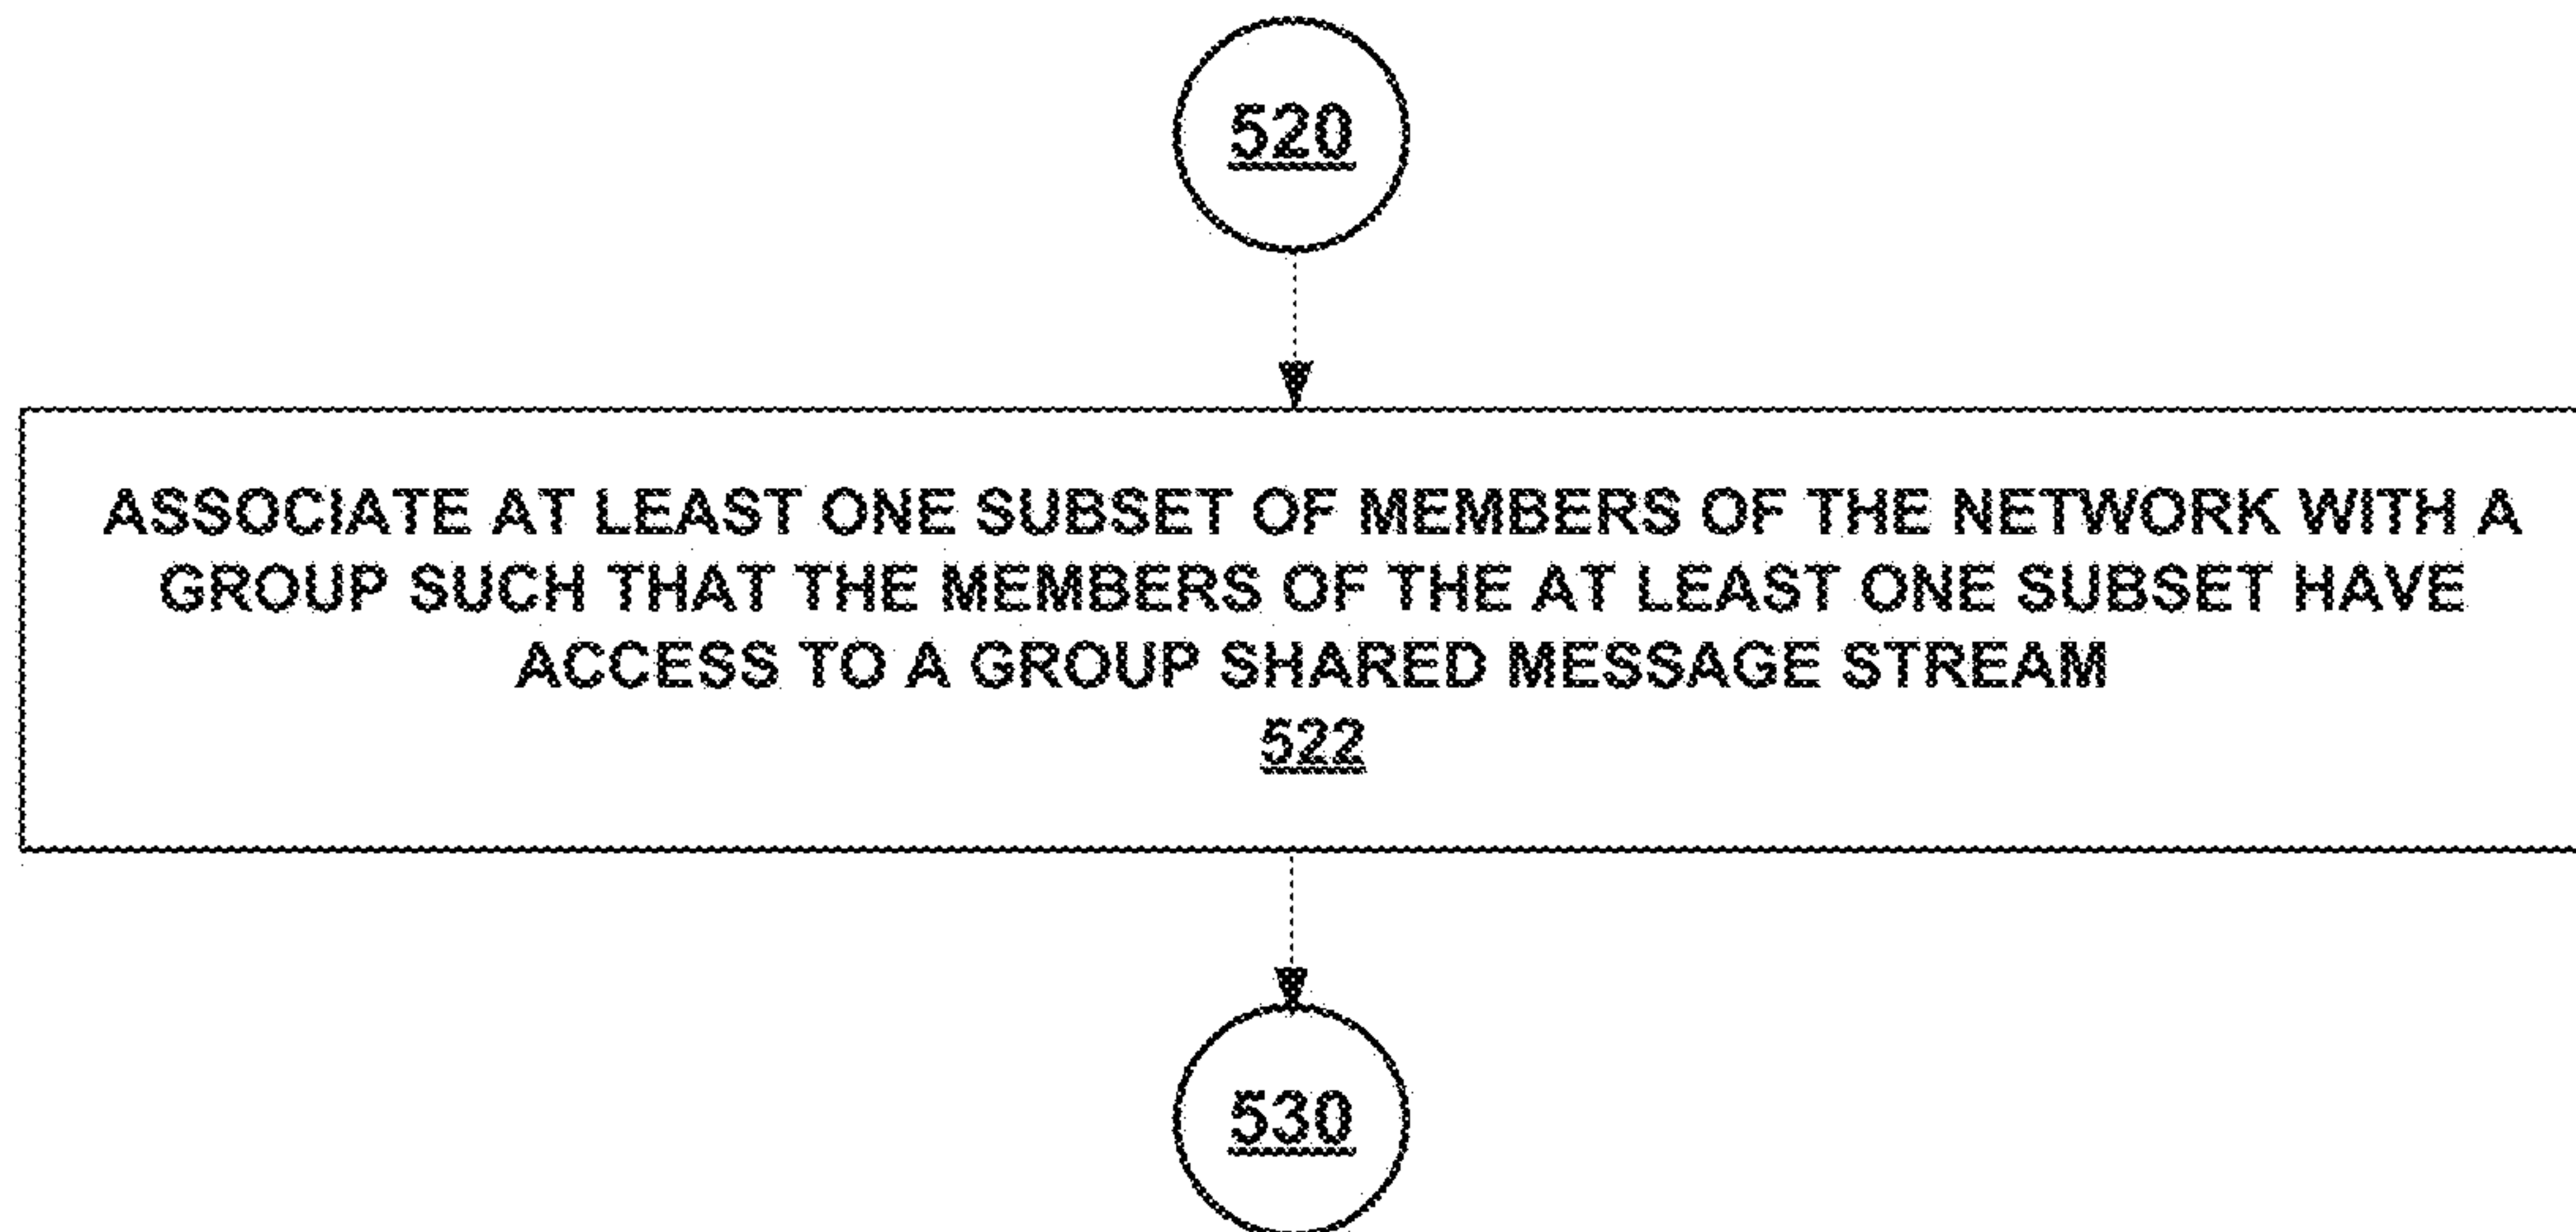 520
ASSOCIATE AT LEAST ONE SUBSET OF MEMBERS OF THE NETWORK WITH A
GROUP SUCH THAT THE MEMBERS OF THE AT LEAST ONE SUBSET HAVE
ACCESS TO A GROUP SHARED MESSAGE STREAM
522
530